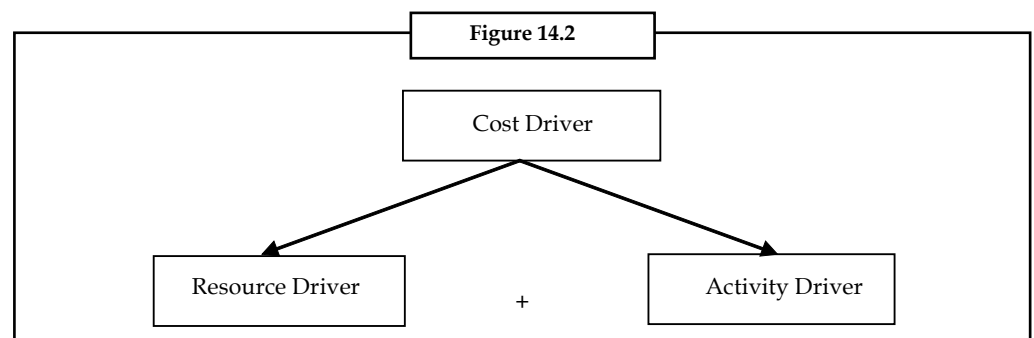 Figure 14.2
Cost Driver
Resource Driver
+
Activity Driver